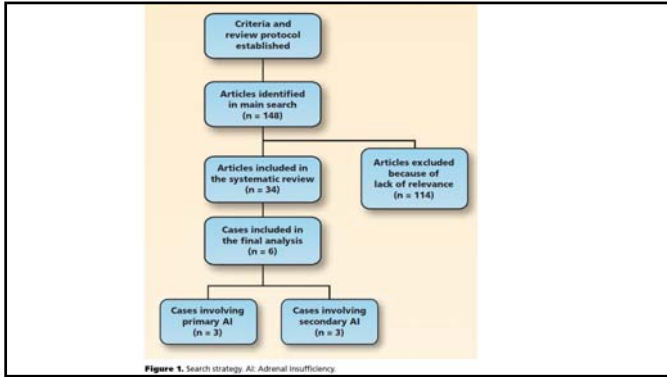 Criteria and
review protocol
established
Articles identified
in main search
(n = 148)
Articles included in
the systematic review
(n = 34)
Articles excluded
because of
lack of relevance
(n = 114)
Cases included in
the final analysis
(n = 6)
Cases involving
primary AI
(n = 3)
Cases involving
secondary AI
(n = 3)
Figure 1. Search strategy. AI: Adrenal insufficiency.